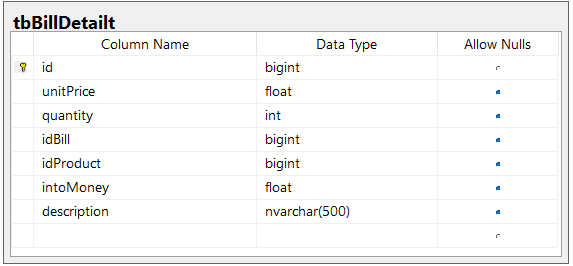 tbBillDetailt
Column Name Data Type Allow Nulls
id bigint
unitPrice float
quantity int
idBill bigint
idProduct bigint
intoMoney float
description nvarchar(500)